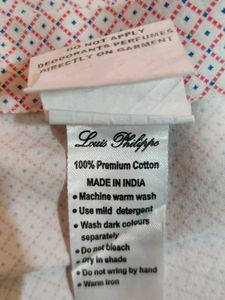 DO NOT APPLY
DEODORANTS/PERFUMES
DIRECTLY ON GARMENT
Louis Philippe
100% Premium Cotton
MADE IN INDIA
• Machine warm wash
• Use mild detergent
• Wash dark colours
separately
• Do not bleach
• Dry in shade
• Do not wring by hand
• Warm iron